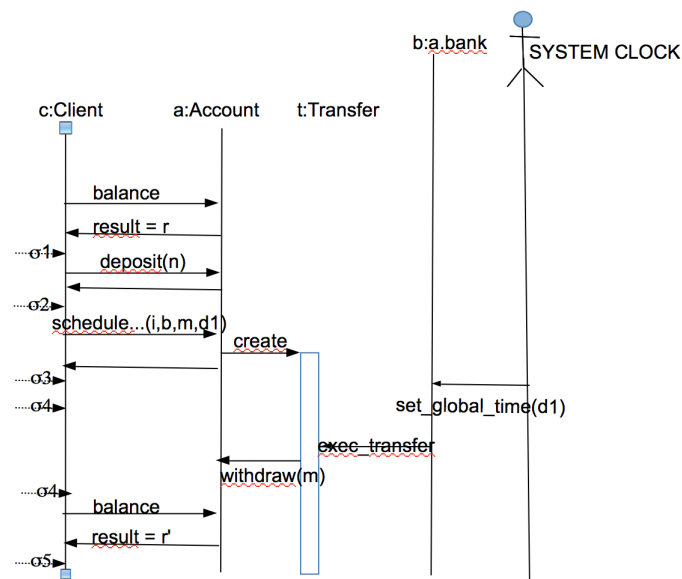 b:a.bank
SYSTEM CLOCK
c:Client
a:Account
t:Transfer
balance
result = r
σ1
deposit(n)
σ2
schedule...(i,b,m,d1)
create
σ3
σ4
set_global_time(d1)
exec_transfer
withdraw(m)
σ4
balance
result = r'
σ5